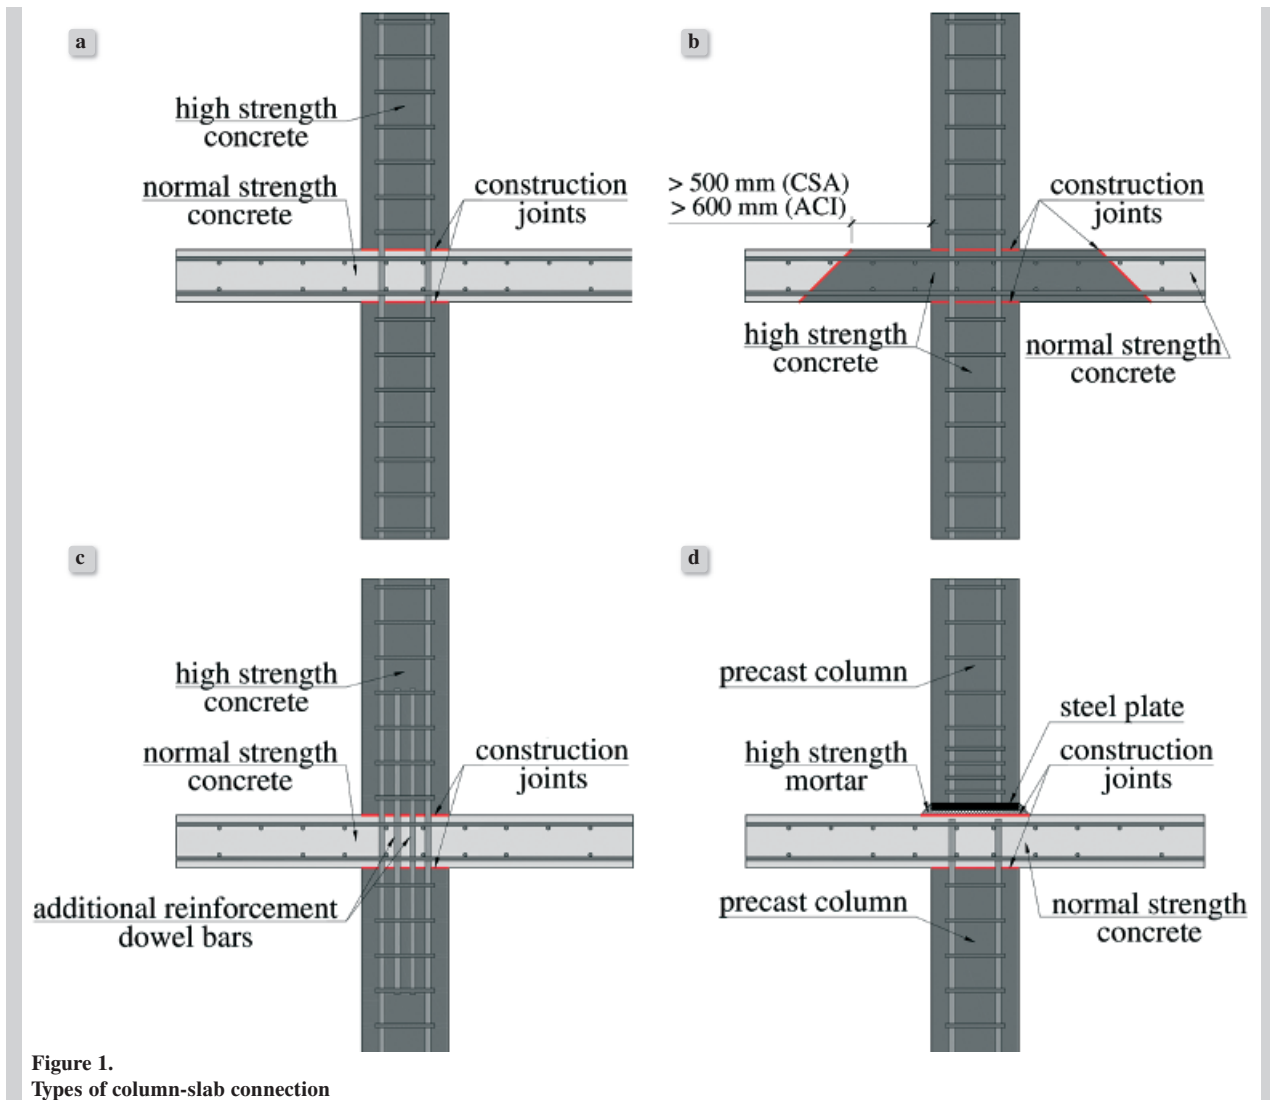 a
high strength
concrete
normal strength
concrete
construction
joints
b
> 500 mm (CSA)
> 600 mm (ACI)
construction
joints
high strength
concrete
normal strength
concrete
c
high strength
concrete
normal strength
concrete
construction
joints
additional reinforcement
dowel bars
d
precast column
steel plate
high strength
mortar
construction
joints
precast column
normal strength
concrete
Figure 1.
Types of column-slab connection